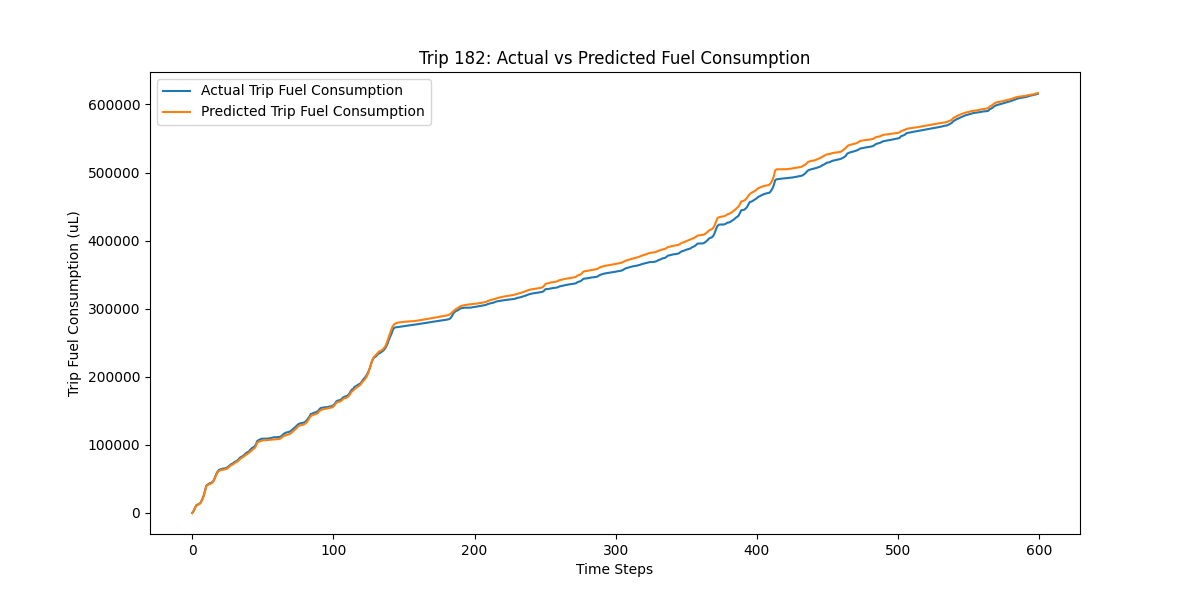 Trip 182: Actual vs Predicted Fuel Consumption
Actual Trip Fuel Consumption
Predicted Trip Fuel Consumption
Trip Fuel Consumption (uL)
600000
500000
400000
300000
200000
100000
0
0 100 200 300 400 500 600
Time Steps